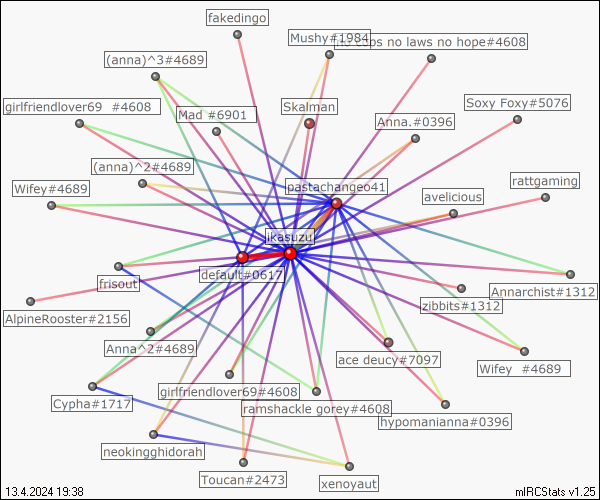 fakedingo
Mushy#1984
no cops no laws no hope#4608
(anna)^3#4689
girlfriendlover69 #4608
Mad #6901
Skalman
Soxy Foxy#5076
Anna.#0396
(anna)^2#4689
Wifey#4689
pastachangeo41
rattgaming
avelicious
ikasuzu
default#0617
frisout
Annarchist#1312
zibbits#1312
AlpineRooster#2156
Anna^2#4689
ace deucy#7097
Wifey #4689
girlfriendlover69#4608
Cypha#1717
ramshackle gorey#4608
hypomanianna#0396
neokingghidorah
Toucan#2473
xenoyaut
13.4.2024 19:38
mIRCStats v1.25